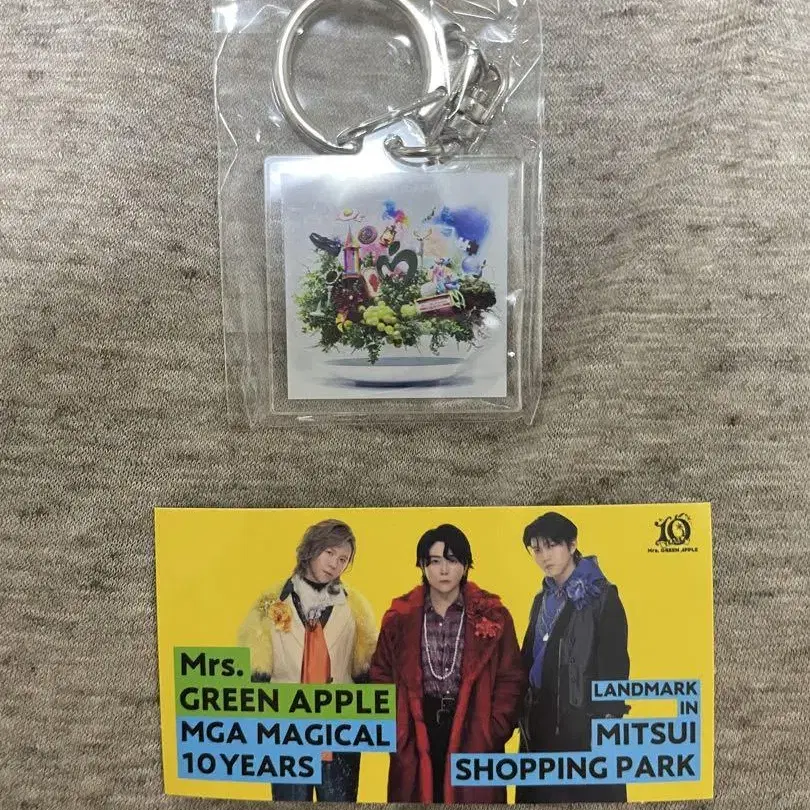 10
Mrs. GREEN APPLE
Mrs.
GREEN APPLE
MGA MAGICAL
10 YEARS
LANDMARK
IN
MITSUI
SHOPPING PARK